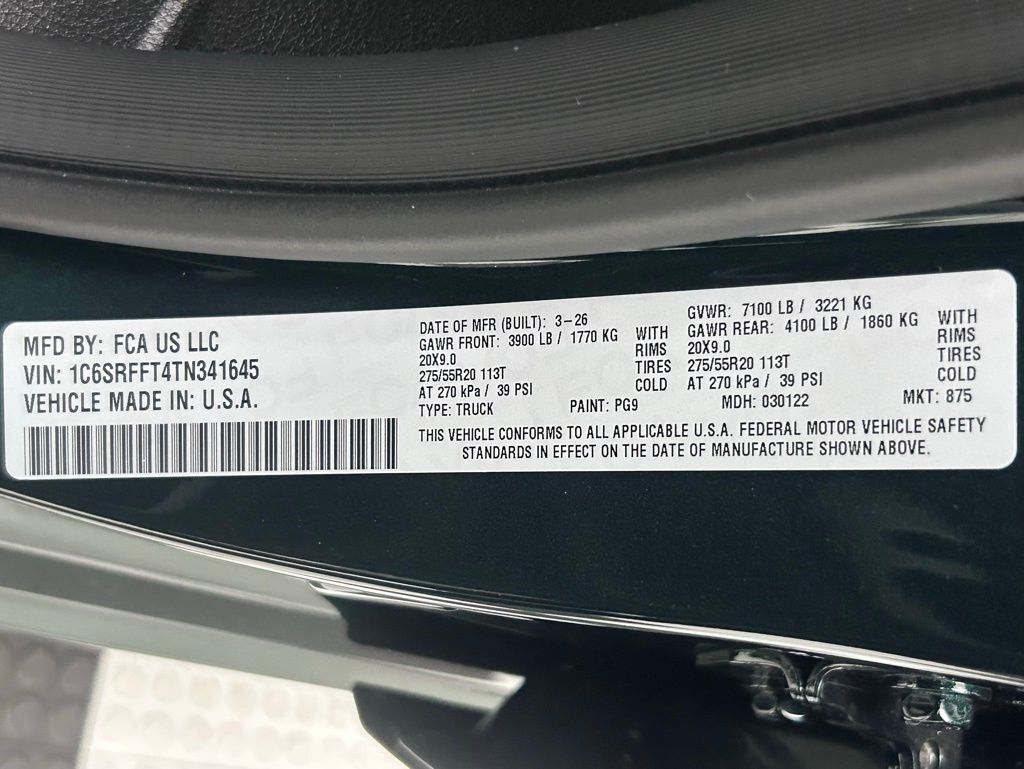 MFD BY: FCA US LLC
VIN: 1C6SRFFT4TN341645
VEHICLE MADE IN: U.S.A.
DATE OF MFR (BUILT): 3-26
GAWR FRONT: 3900 LB / 1770 KG WITH
20X9.0 RIMS
275/55R20 113T TIRES
AT 270 kPa / 39 PSI COLD
GVWR: 7100 LB / 3221 KG
GAWR REAR: 4100 LB / 1860 KG WITH
20X9.0 RIMS
275/55R20 113T TIRES
AT 270 kPa / 39 PSI COLD
TYPE: TRUCK PAINT: PG9 MDH: 030122 MKT: 875
THIS VEHICLE CONFORMS TO ALL APPLICABLE U.S.A. FEDERAL MOTOR VEHICLE SAFETY
STANDARDS IN EFFECT ON THE DATE OF MANUFACTURE SHOWN ABOVE.